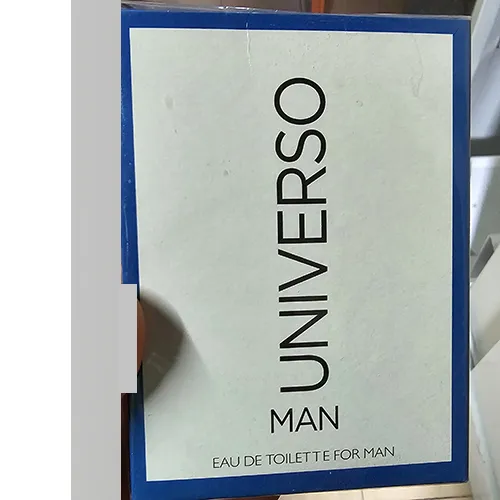 UNIVERSO
MAN
EAU DE TOILETTE FOR MAN